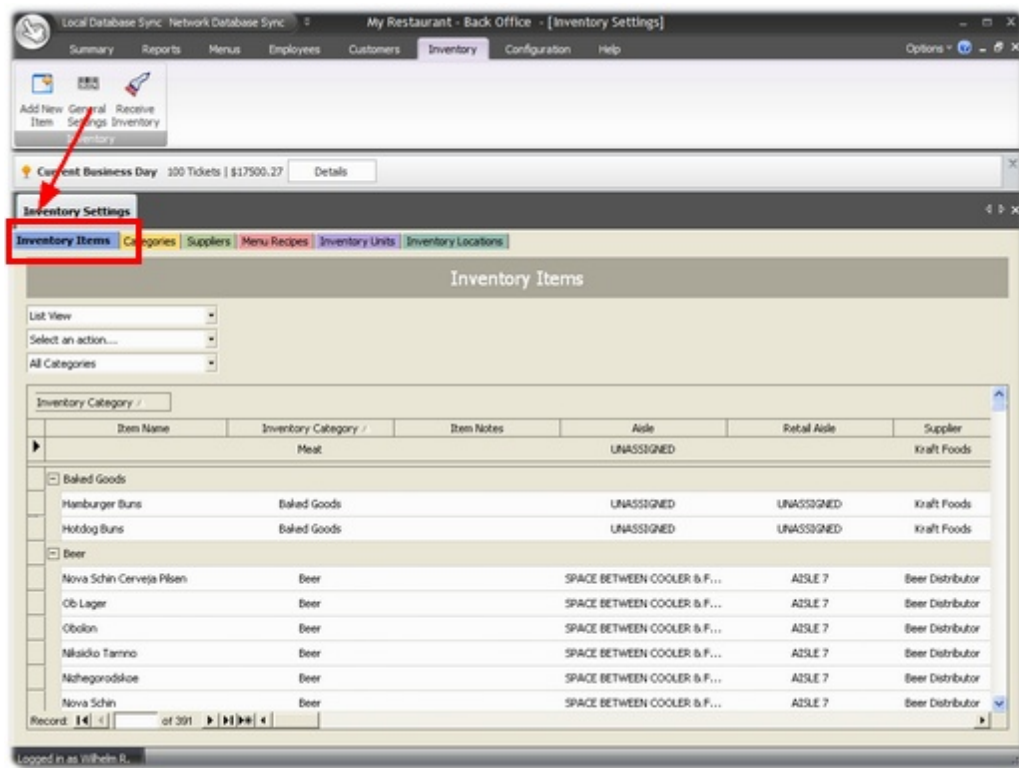 Local Database Sync Network Database Sync My Restaurant - Back Office - [Inventory Settings]
Summary Reports Menus Employees Customers Inventory Configuration Help Options
Add New General Receive
Item Settings Inventory
Inventory
Current Business Day 100 Tickets | $17500.27 Details
Inventory Settings
Inventory Items Categories Suppliers Menu Recipes Inventory Units Inventory Locations
Inventory Items
List View
Select an action....
All Categories
Inventory Category
Item Name Inventory Category Item Notes Aisle Retail Aisle Supplier
Meat UNASSIGNED Kraft Foods
Baked Goods
Hamburger Buns Baked Goods UNASSIGNED UNASSIGNED Kraft Foods
Hotdog Buns Baked Goods UNASSIGNED UNASSIGNED Kraft Foods
Beer
Nova Schin Cerveja Pilsen Beer SPACE BETWEEN COOLER & F... AISLE 7 Beer Distributor
Ob Lager Beer SPACE BETWEEN COOLER & F... AISLE 7 Beer Distributor
Obolon Beer SPACE BETWEEN COOLER & F... AISLE 7 Beer Distributor
Beer SPACE BETWEEN COOLER & F... AISLE 7 Beer Distributor
Nizhegorodskoe Beer SPACE BETWEEN COOLER & F... AISLE 7 Beer Distributor
Nova Schin Beer SPACE BETWEEN COOLER & F... AISLE 7 Beer Distributor
Record: of 391
Logged in as Wilhelm R.